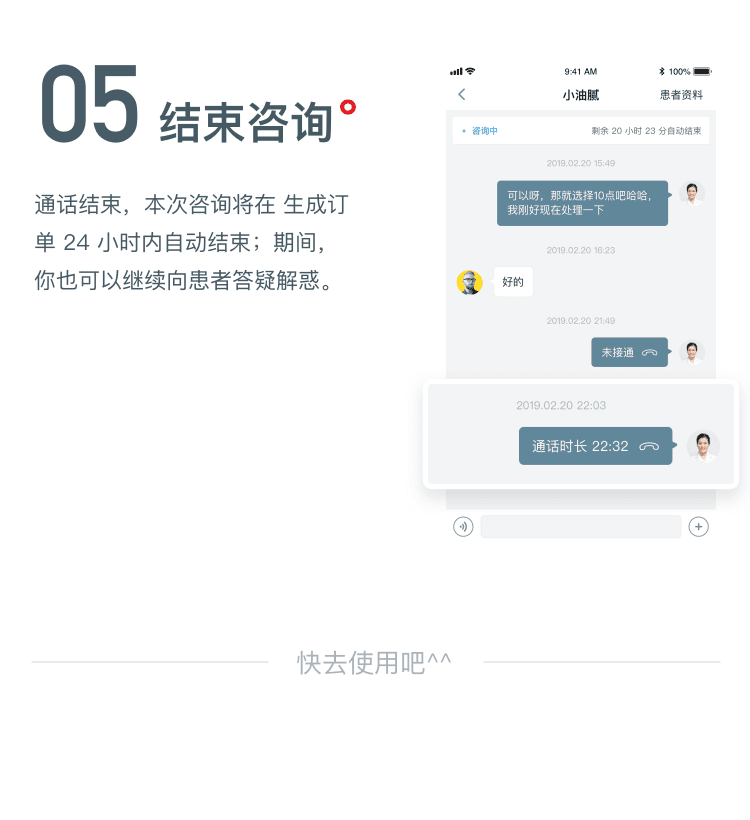 05 结束咨询
通话结束，本次咨询将在 生成订
单 24 小时内自动结束；期间，
你也可以继续向患者答疑解惑。
9:41 AM
100%
小油腻
患者资料
咨询中
剩余 20 小时 23 分自动结束
2019.02.20 15:49
可以呀，那就选择10点吧哈哈，
我刚好现在处理一下
2019.02.20 16:23
好的
2019.02.20 21:49
未接通
2019.02.20 22:03
通话时长 22:32
快去使用吧^^